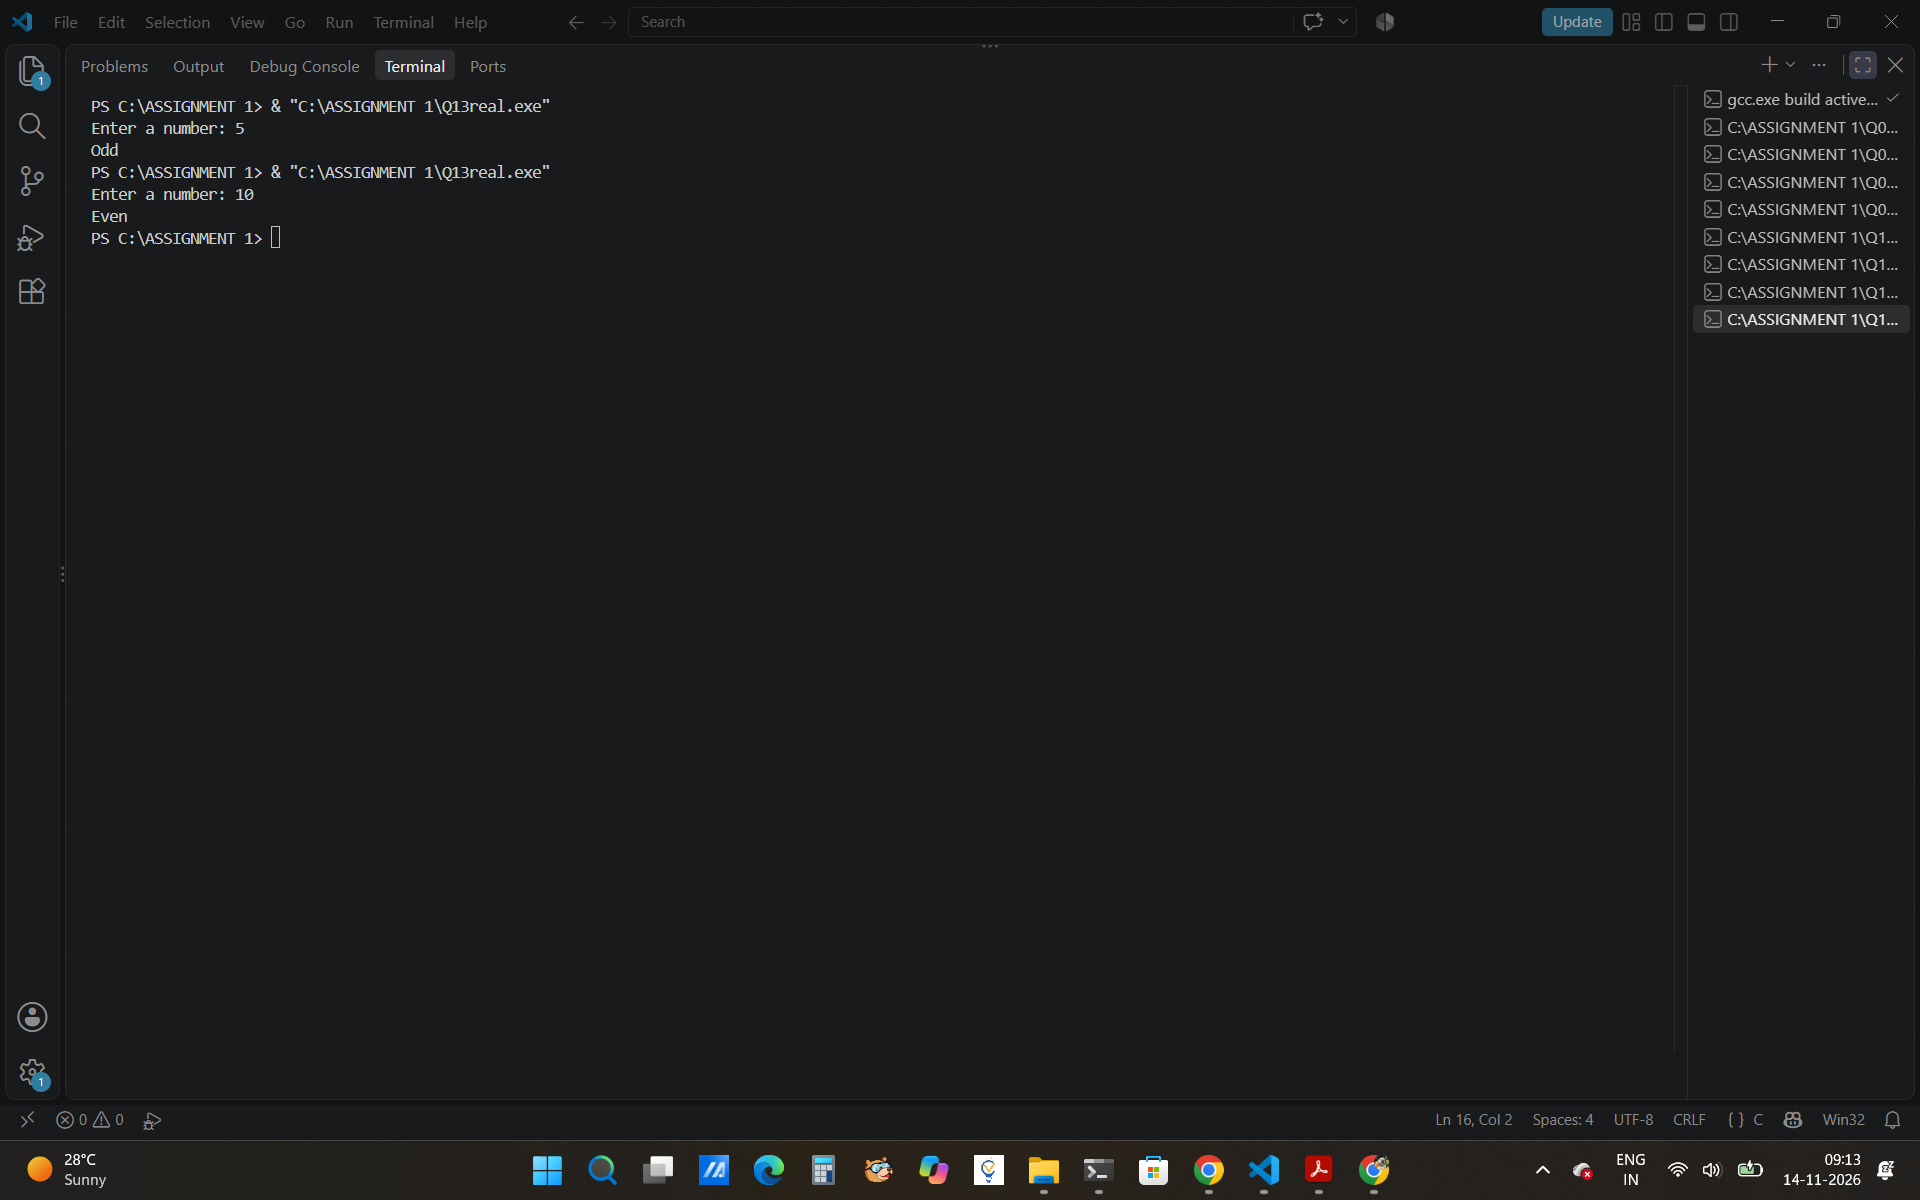 File Edit Selection View Go Run Terminal Help
Search
Update
Problems Output Debug Console Terminal Ports
PS C:\ASSIGNMENT 1> & "C:\ASSIGNMENT 1\Q13real.exe"
Enter a number: 5
Odd
PS C:\ASSIGNMENT 1> & "C:\ASSIGNMENT 1\Q13real.exe"
Enter a number: 10
Even
PS C:\ASSIGNMENT 1>
gcc.exe build active...
C:\ASSIGNMENT 1\Q0...
C:\ASSIGNMENT 1\Q0...
C:\ASSIGNMENT 1\Q0...
C:\ASSIGNMENT 1\Q0...
C:\ASSIGNMENT 1\Q1...
C:\ASSIGNMENT 1\Q1...
C:\ASSIGNMENT 1\Q1...
C:\ASSIGNMENT 1\Q1...
1
1
0 0
Ln 16, Col 2 Spaces: 4 UTF-8 CRLF { } C Win32
28°C
Sunny
ENG
IN
09:13
14-11-2026